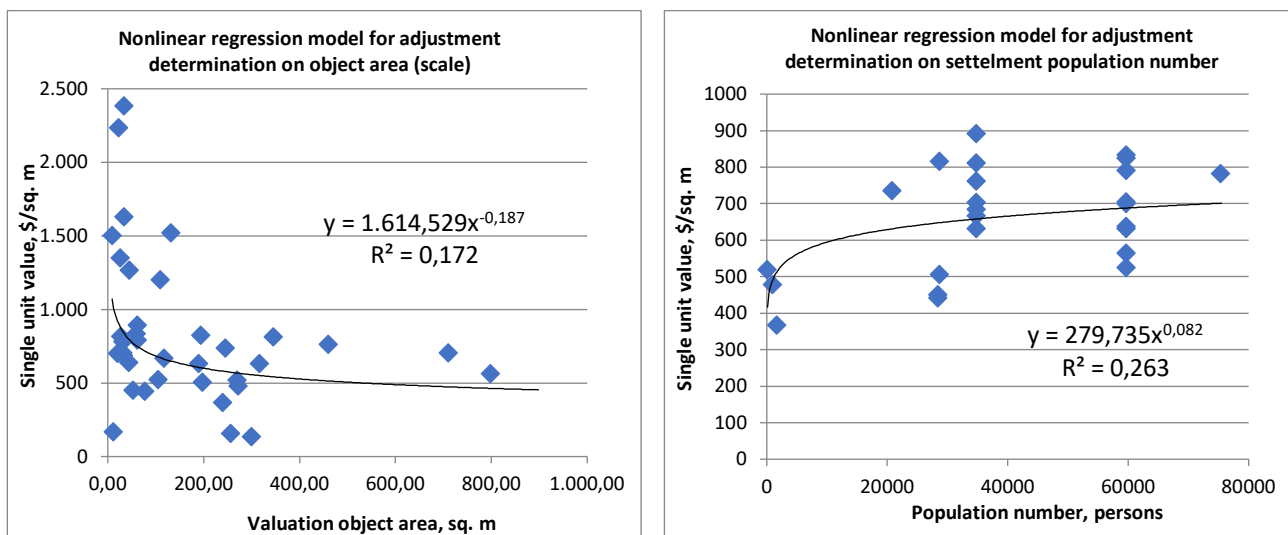 Nonlinear regression model for adjustment
determination on object area (scale)
Single unit value, $/sq. m
2.500
2.000
1.500
1.000
500
0
y = 1.614,529x^-0,187
R² = 0,172
0,00
200,00
400,00
600,00
800,00
1.000,00
Valuation object area, sq. m
Nonlinear regression model for adjustment
determination on settelment population number
Single unit value, $/sq. m
1000
900
800
700
600
500
400
300
200
100
0
y = 279,735x^0,082
R² = 0,263
0
20000
40000
60000
80000
Population number, persons